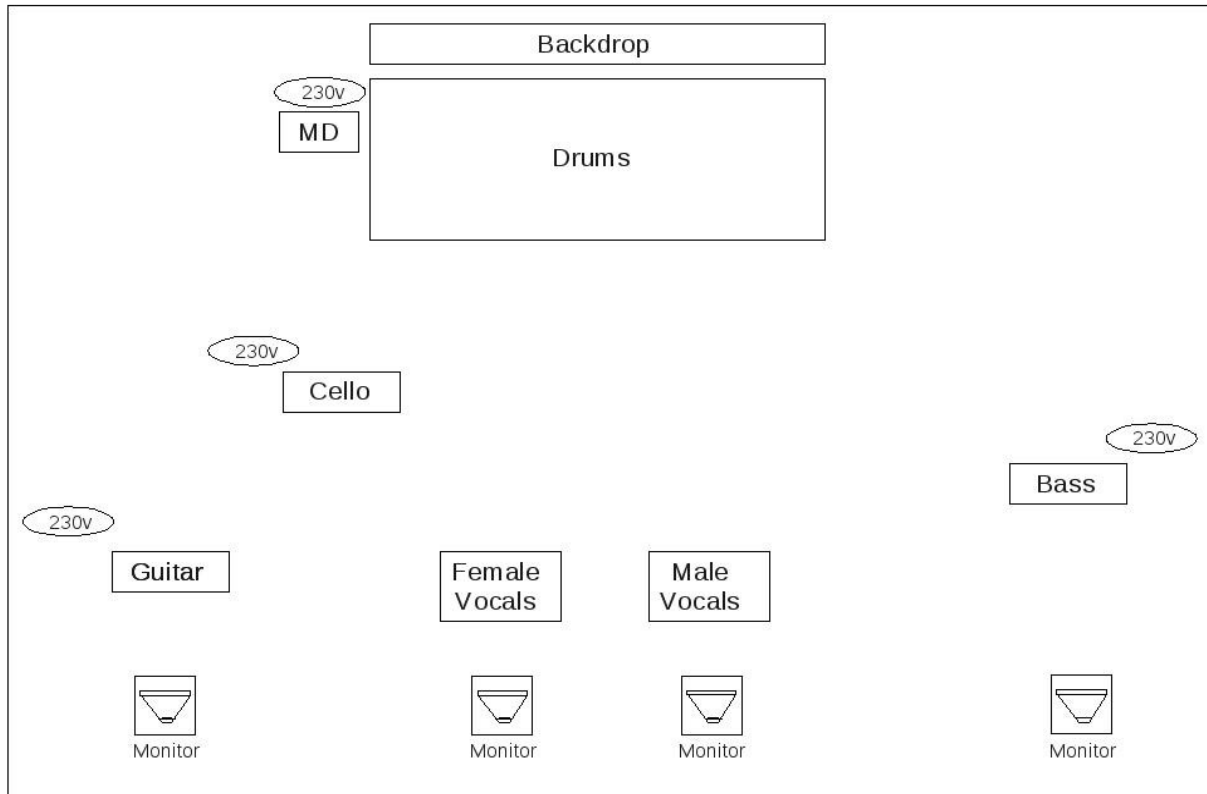 Backdrop
230v
MD
Drums
230v
Cello
230v
Bass
230v
Guitar
Female
Vocals
Male
Vocals
Monitor
Monitor
Monitor
Monitor